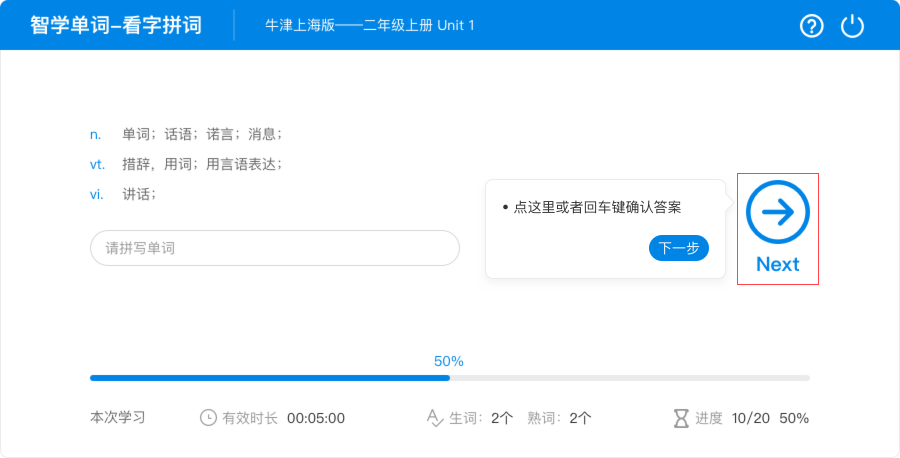 智学单词–看字拼词
牛津上海版——二年级上册 Unit 1
n. 单词；话语；诺言；消息；
vt. 措辞，用词；用言语表达；
vi. 讲话；
请拼写单词
• 点这里或者回车键确认答案
下一步
Next
50%
本次学习 有效时长 00:05:00 生词：2个 熟词：2个 进度 10/20 50%